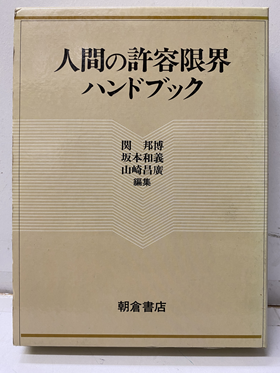 人間の許容限界
ハンドブック
関 邦博
坂本和義
山崎昌廣
編集
朝倉書店